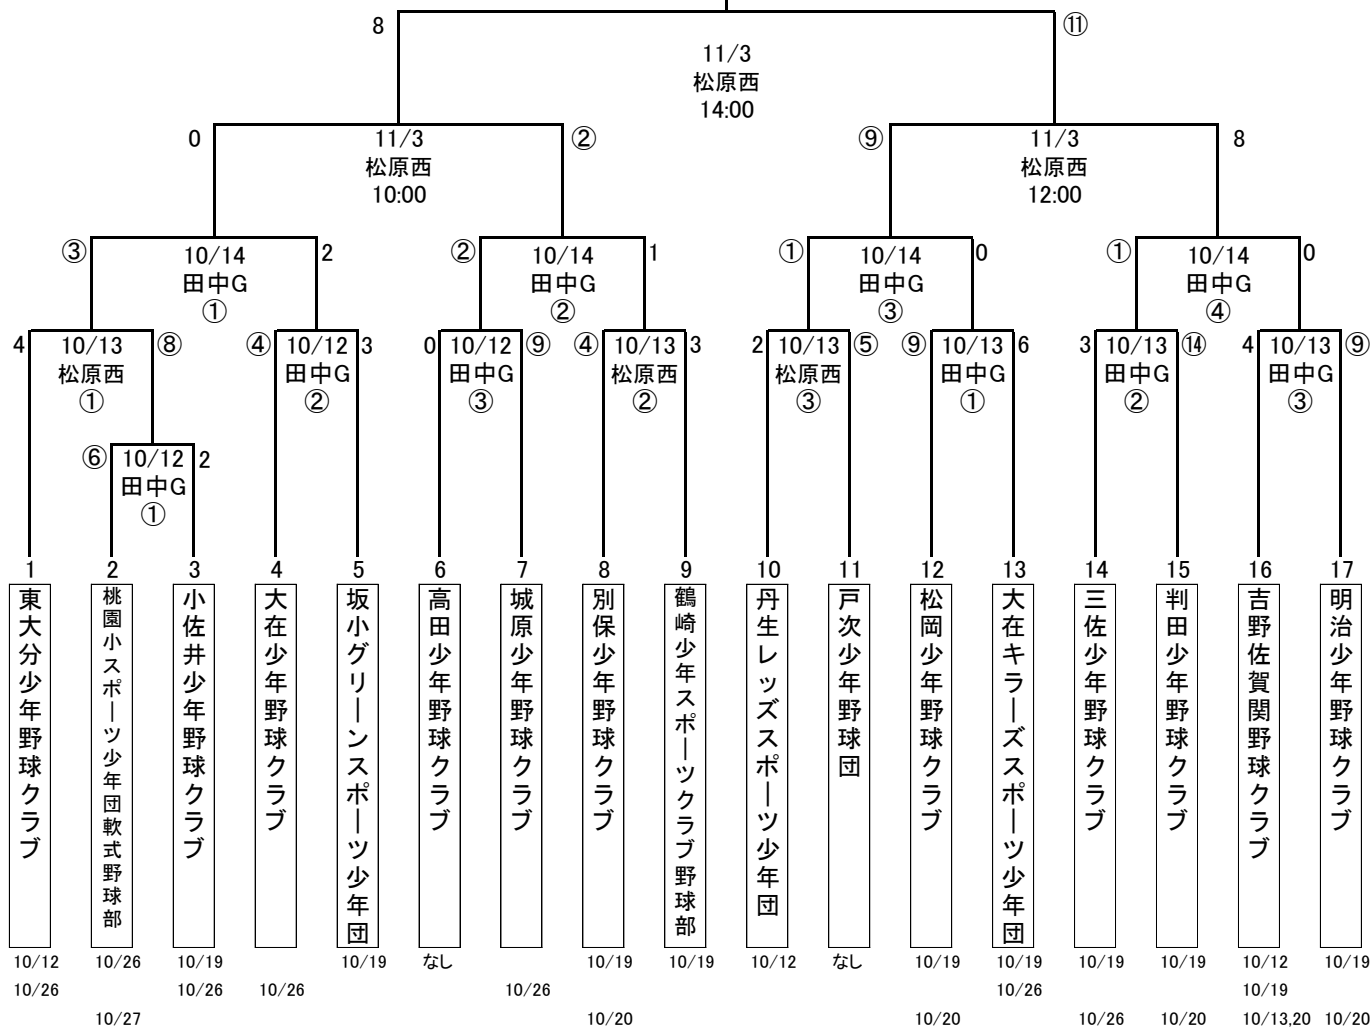 8 ⑪
11/3
松原西
14:00
0 11/3 ② ⑨ 11/3 8
松原西 松原西
10:00 12:00
③ 10/14 2 ② 10/14 1 ① 10/14 0 ① 10/14 0
田中G 田中G 田中G 田中G
① ② ③ ④
4 10/13 ⑧ ④ 10/12 3 0 10/12 ⑨ ④ 10/13 3 2 10/13 ⑤ ⑨ 10/13 6 3 10/13 ⑭ 4 10/13 ⑨
松原西 田中G 田中G 松原西 松原西 田中G 田中G 田中G
① ② ③ ② ③ ① ② ③
⑥ 10/12 2
田中G
①
1 2 3 4 5 6 7 8 9 10 11 12 13 14 15 16 17
東大分少年野球クラブ
桃園小スポーツ少年団軟式野球部
小佐井少年野球クラブ
大在少年野球クラブ
坂小グリーンスポーツ少年団
高田少年野球クラブ
城原少年野球クラブ
別保少年野球クラブ
鶴崎少年スポーツクラブ野球部
丹生レッズスポーツ少年団
戸次少年野球団
松岡少年野球クラブ
大在キラーズスポーツ少年団
三佐少年野球クラブ
判田少年野球クラブ
吉野佐賀関野球クラブ
明治少年野球クラブ
10/12 10/26 10/19 10/19 なし 10/19 10/19 10/12 なし 10/19 10/19 10/19 10/19 10/12 10/19
10/26 10/26 10/26 10/26 10/26 10/19
10/27 10/20 10/20 10/26 10/20 10/13,20 10/20